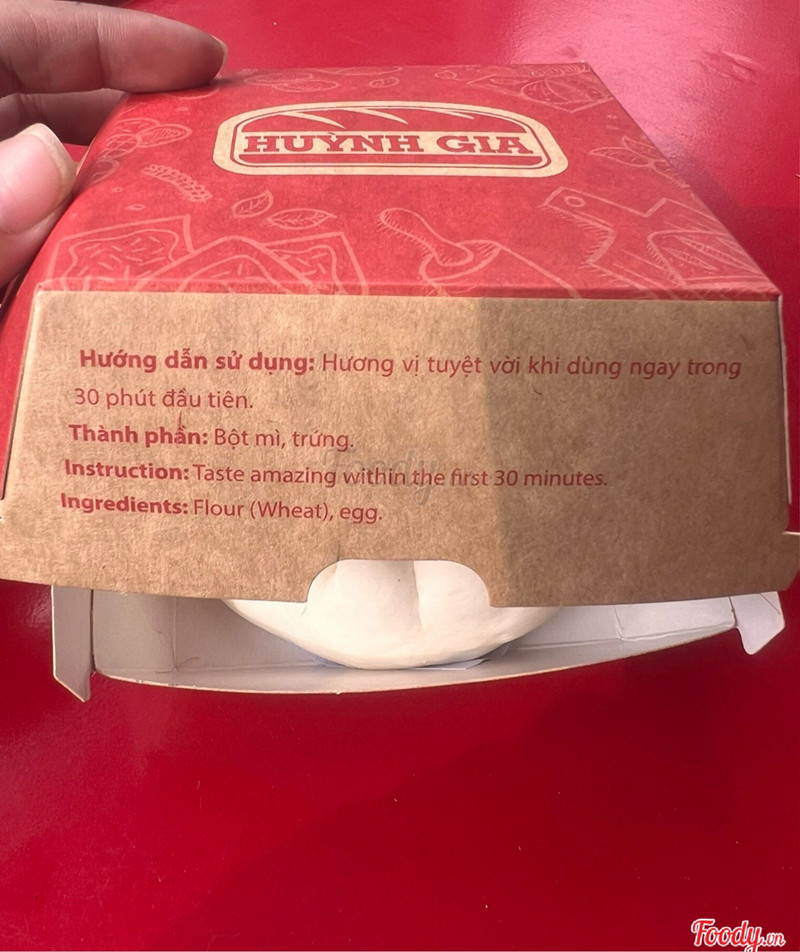 HUỲNH GIA
Hướng dẫn sử dụng: Hương vị tuyệt vời khi dùng ngay trong
30 phút đầu tiên.
Thành phần: Bột mì, trứng.
Instruction: Taste amazing within the first 30 minutes.
Ingredients: Flour (Wheat), egg.
Foody
Foody.vn